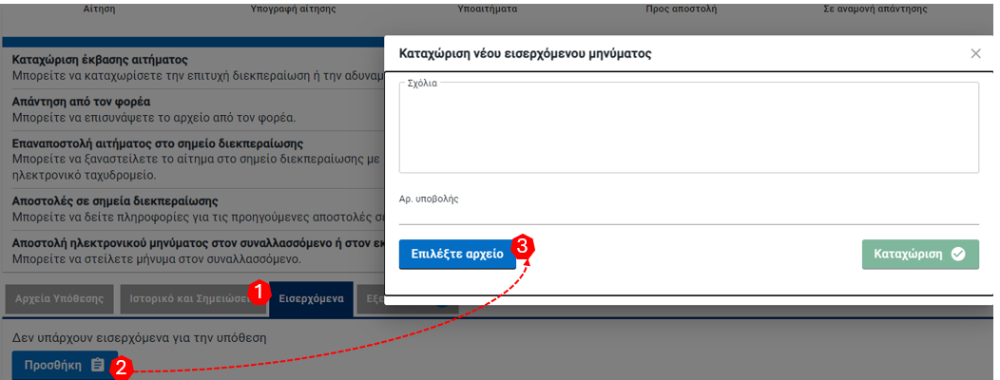 Αίτηση Υπογραφή αίτησης Υποαιτήματα Προς αποστολή Σε αναμονή απάντησης
Καταχώριση έκβασης αιτήματος
Μπορείτε να καταχωρίσετε την επιτυχή διεκπεραίωση ή την αδυναμ
Απάντηση από τον φορέα
Μπορείτε να επισυνάψετε το αρχείο από τον φορέα.
Επαναποστολή αιτήματος στο σημείο διεκπεραίωσης
Μπορείτε να ξαναστείλετε το αίτημα στο σημείο διεκπεραίωσης με
ηλεκτρονικό ταχυδρομείο.
Αποστολές σε σημεία διεκπεραίωσης
Μπορείτε να δείτε πληροφορίες για τις προηγούμενες αποστολές σ
Αποστολή ηλεκτρονικού μηνύματος στον συναλλασσόμενο ή στον εκ
Μπορείτε να στείλετε μήνυμα στον συναλλασσόμενο.
Καταχώριση νέου εισερχόμενου μηνύματος
Σχόλια
Αρ. υποβολής
Επιλέξτε αρχείο 3 Καταχώριση
Αρχεία Υπόθεσης Ιστορικό και Σημειώσε 1 Εισερχόμενα Εξε
Δεν υπάρχουν εισερχόμενα για την υπόθεση
Προσθήκη 2